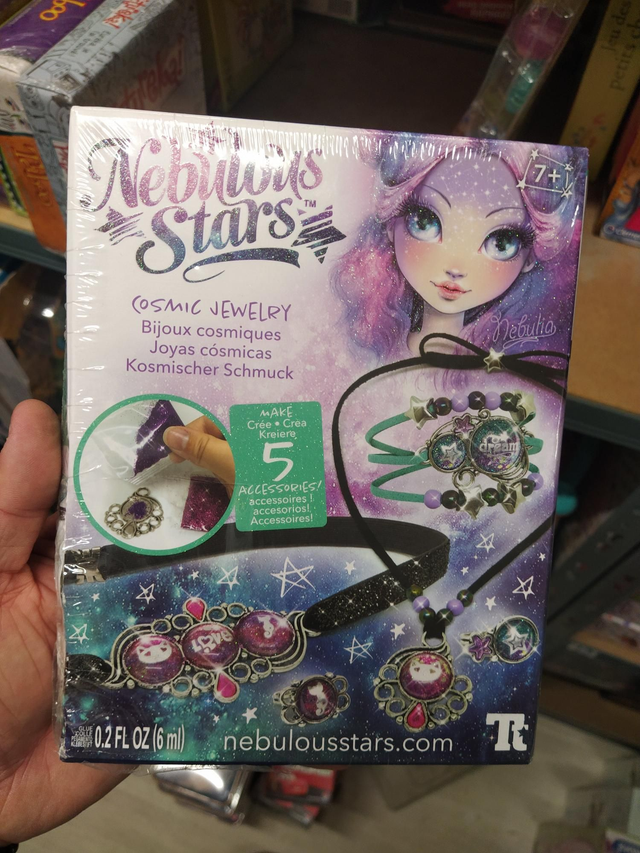 Nebulous
Stars™
7+
COSMIC JEWELRY
Bijoux cosmiques
Joyas cósmicas
Kosmischer Schmuck
Nebulia
MAKE
Crée • Crea
Kreiere
5
ACCESSORIES!
accessoires !
accesorios!
Accessoires!
dream
LOVE
0.2 FL OZ (6 ml)
nebulousstars.com
Tt